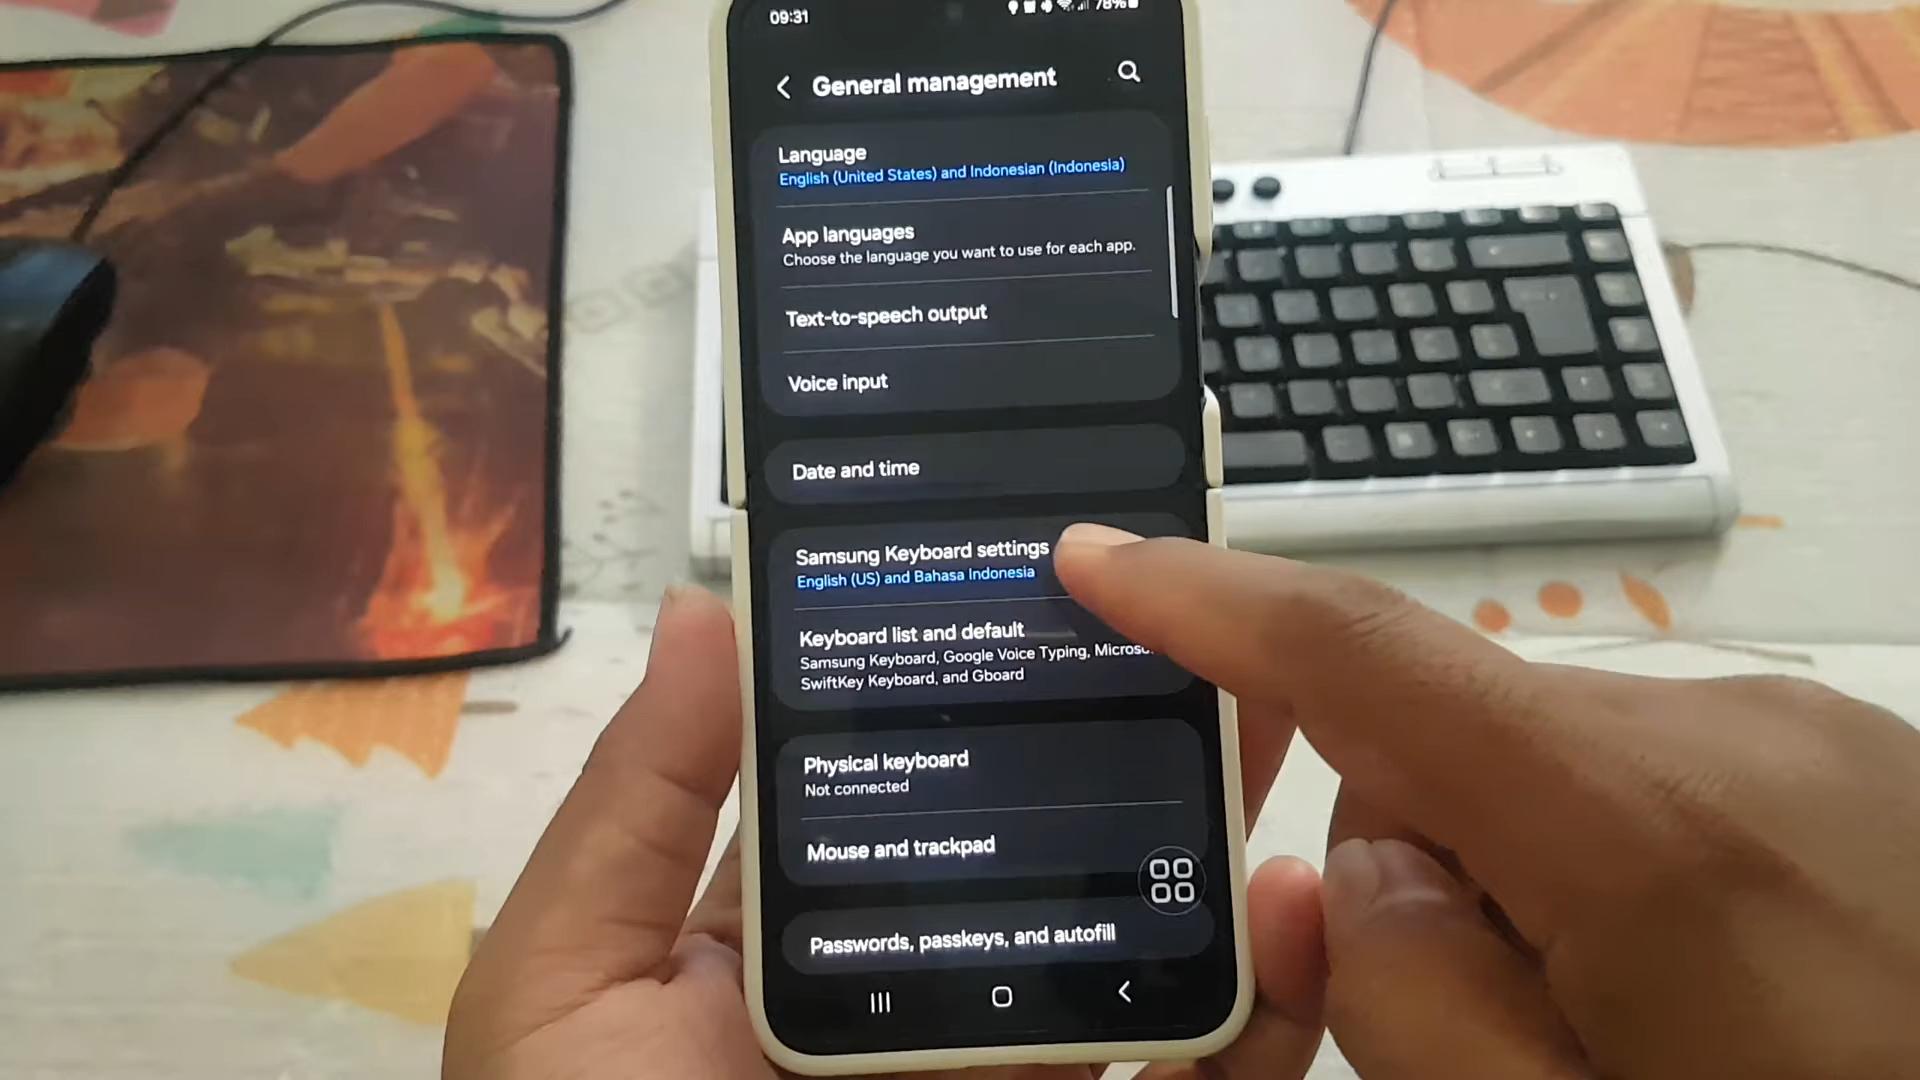 09:31
78%
General management
Language
English (United States) and Indonesian (Indonesia)
App languages
Choose the language you want to use for each app.
Text-to-speech output
Voice input
Date and time
Samsung Keyboard settings
English (US) and Bahasa Indonesia
Keyboard list and default
Samsung Keyboard, Google Voice Typing,
SwiftKey Keyboard, and Gboard
Physical keyboard
Not connected
Mouse and trackpad
Passwords, passkeys, and autofill